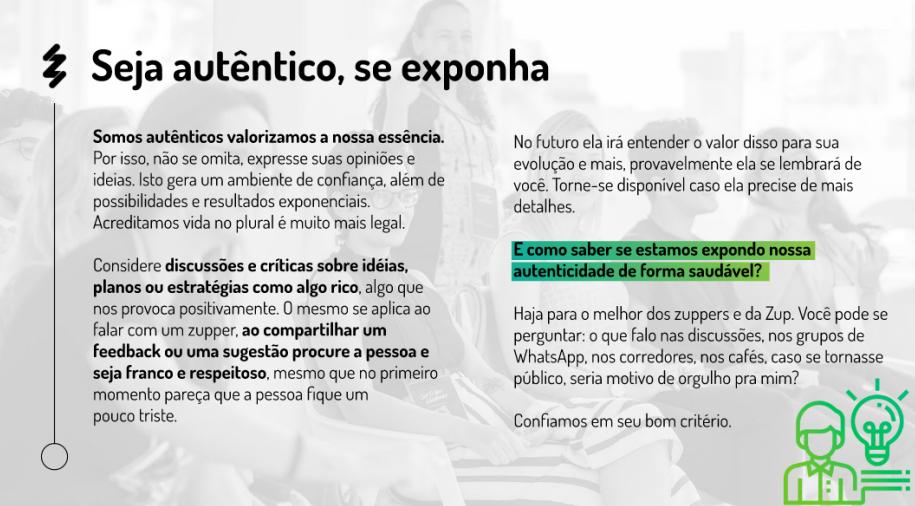 Seja autêntico, se exponha
Somos autênticos valorizamos a nossa essência.
Por isso, não se omita, expresse suas opiniões e
ideias. Isto gera um ambiente de confiança, além de
possibilidades e resultados exponenciais.
Acreditamos vida no plural é muito mais legal.
Considere discussões e críticas sobre idéias,
planos ou estratégias como algo rico, algo que
nos provoca positivamente. O mesmo se aplica ao
falar com um zupper, ao compartilhar um
feedback ou uma sugestão procure a pessoa e
seja franco e respeitoso, mesmo que no primeiro
momento pareça que a pessoa fique um
pouco triste.
No futuro ela irá entender o valor disso para sua
evolução e mais, provavelmente ela se lembrará de
você. Torne-se disponível caso ela precise de mais
detalhes.
E como saber se estamos expondo nossa
autenticidade de forma saudável?
Haja para o melhor dos zuppers e da Zup. Você pode se
perguntar: o que falo nas discussões, nos grupos de
WhatsApp, nos corredores, nos cafés, caso se tornasse
público, seria motivo de orgulho pra mim?
Confiamos em seu bom critério.